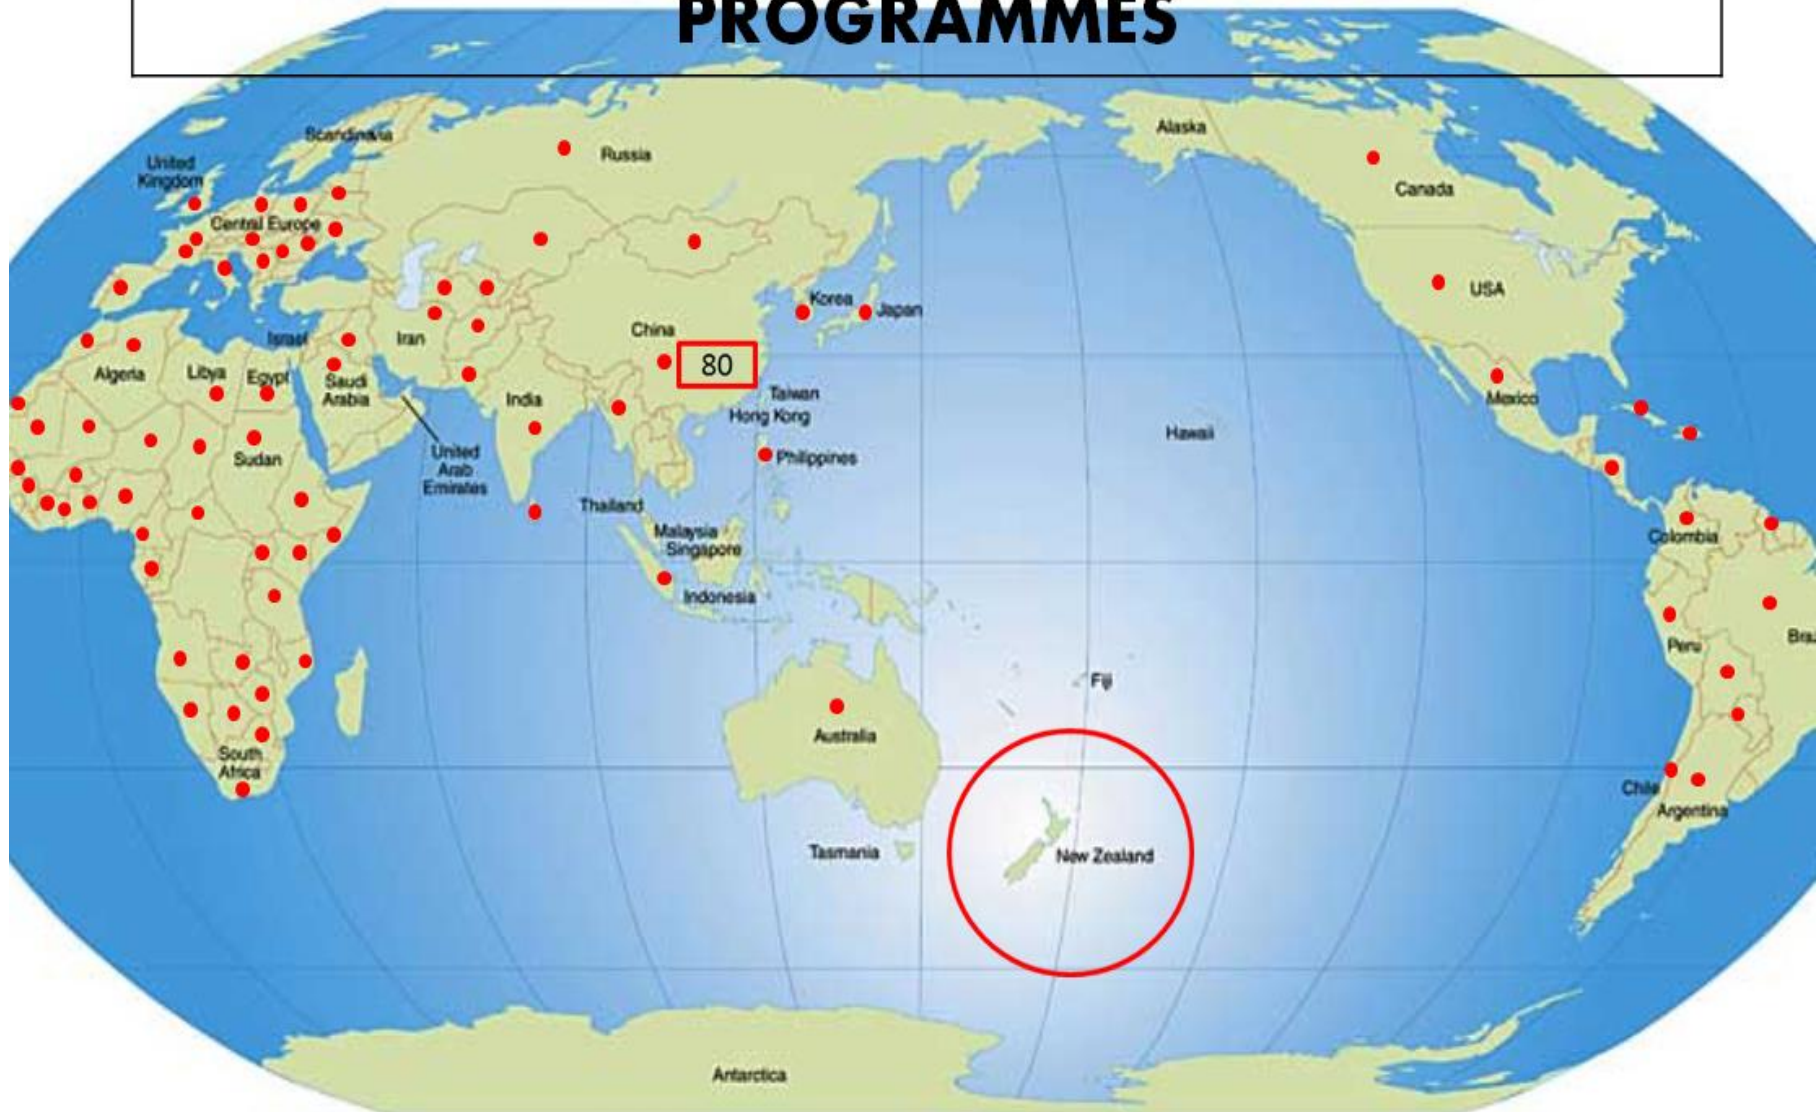 PROGRAMMES
Scandinavia
Alaska
Russia
United
Kingdom
Canada
Central Europe
USA
Korea
Japan
China
Israel
Iran
80
Algeria
Libya
Egypt
Saudi
Arabia
India
Taiwan
Hong Kong
Mexico
Hawaii
Sudan
United
Arab
Emirates
Philippines
Thailand
Malaysia
Singapore
Colombia
Indonesia
Peru
Fiji
Australia
South
Africa
Chile
Argentina
Tasmania
New Zealand
Antarctica